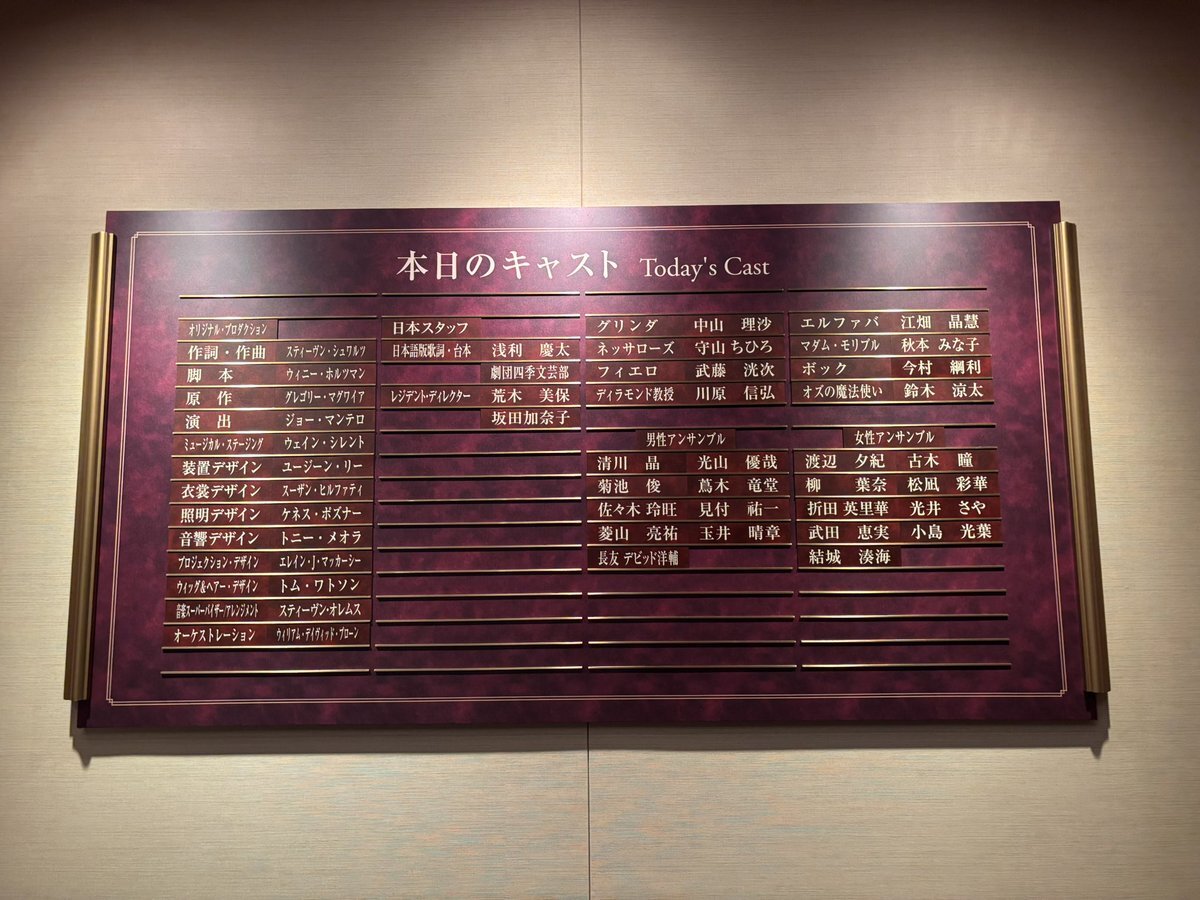 本日のキャスト Today's Cast
オリジナル・プロダクション
作詞・作曲 スティーヴン・シュワルツ
脚 本 ウィニー・ホルツマン
原 作 グレゴリー・マグワイア
演 出 ジョー・マンテロ
ミュージカル・ステージング ウェイン・シレント
装置デザイン ユージーン・リー
衣裳デザイン スーザン・ヒルファティ
照明デザイン ケネス・ポズナー
音響デザイン トニー・メオラ
プロジェクション・デザイン エレイン・J・マッカーシー
ウィッグ&ヘアー・デザイン トム・ワトソン
音楽スーパーバイザー/アレンジメント スティーヴン・オレムス
オーケストレーション ウィリアム・デイヴィッド・ブローン
日本スタッフ
日本語版歌詞・台本 浅利 慶太
劇団四季文芸部
レジデント・ディレクター 荒木 美保
坂田加奈子
グリンダ 中山 理沙
ネッサローズ 守山 ちひろ
フィエロ 武藤 洸次
ディラモンド教授 川原 信弘
男性アンサンブル
清川 晶 光山 優哉
菊池 俊 蔦木 竜堂
佐々木 玲旺 見付 祐一
菱山 亮祐 玉井 晴章
長友 デビッド洋輔
エルファバ 江畑 晶慧
マダム・モリブル 秋本 みな子
ボック 今村 綱利
オズの魔法使い 鈴木 涼太
女性アンサンブル
渡辺 夕紀 古木 瞳
柳 葉奈 松凪 彩華
折田 英里華 光井 さや
武田 恵実 小島 光葉
結城 湊海